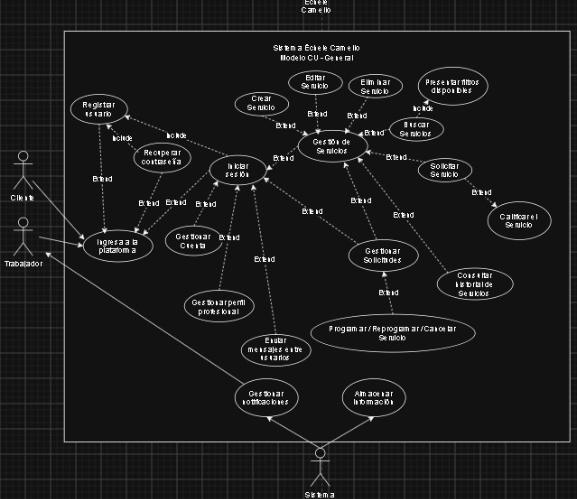 Échele
Camello
Sistema Échele Camello
Modelo CU - General
Editar
Servicio
Eliminar
Servicio
Presentar filtros
disponibles
Crear
Servicio
Extend
Extend
Include
Registrar
usuario
Extend
Extend
Buscar
Servicios
Include
Include
Gestión de
Servicios
Recuperar
contraseña
Extend
Extend
Solicitar
Servicio
Iniciar
sesión
Extend
Cliente
Extend
Extend
Extend
Extend
Extend
Extend
Calificar el
Servicio
Extend
Gestionar
Cuenta
Extend
Ingresa a la
plataforma
Trabajador
Gestionar
Solicitudes
Extend
Consultar
historial de
Servicios
Extend
Gestionar perfil
profesional
Programar / Reprogramar / Cancelar
Servicio
Enviar
mensajes entre
usuarios
Gestionar
notificaciones
Almacenar
Información
Sistema